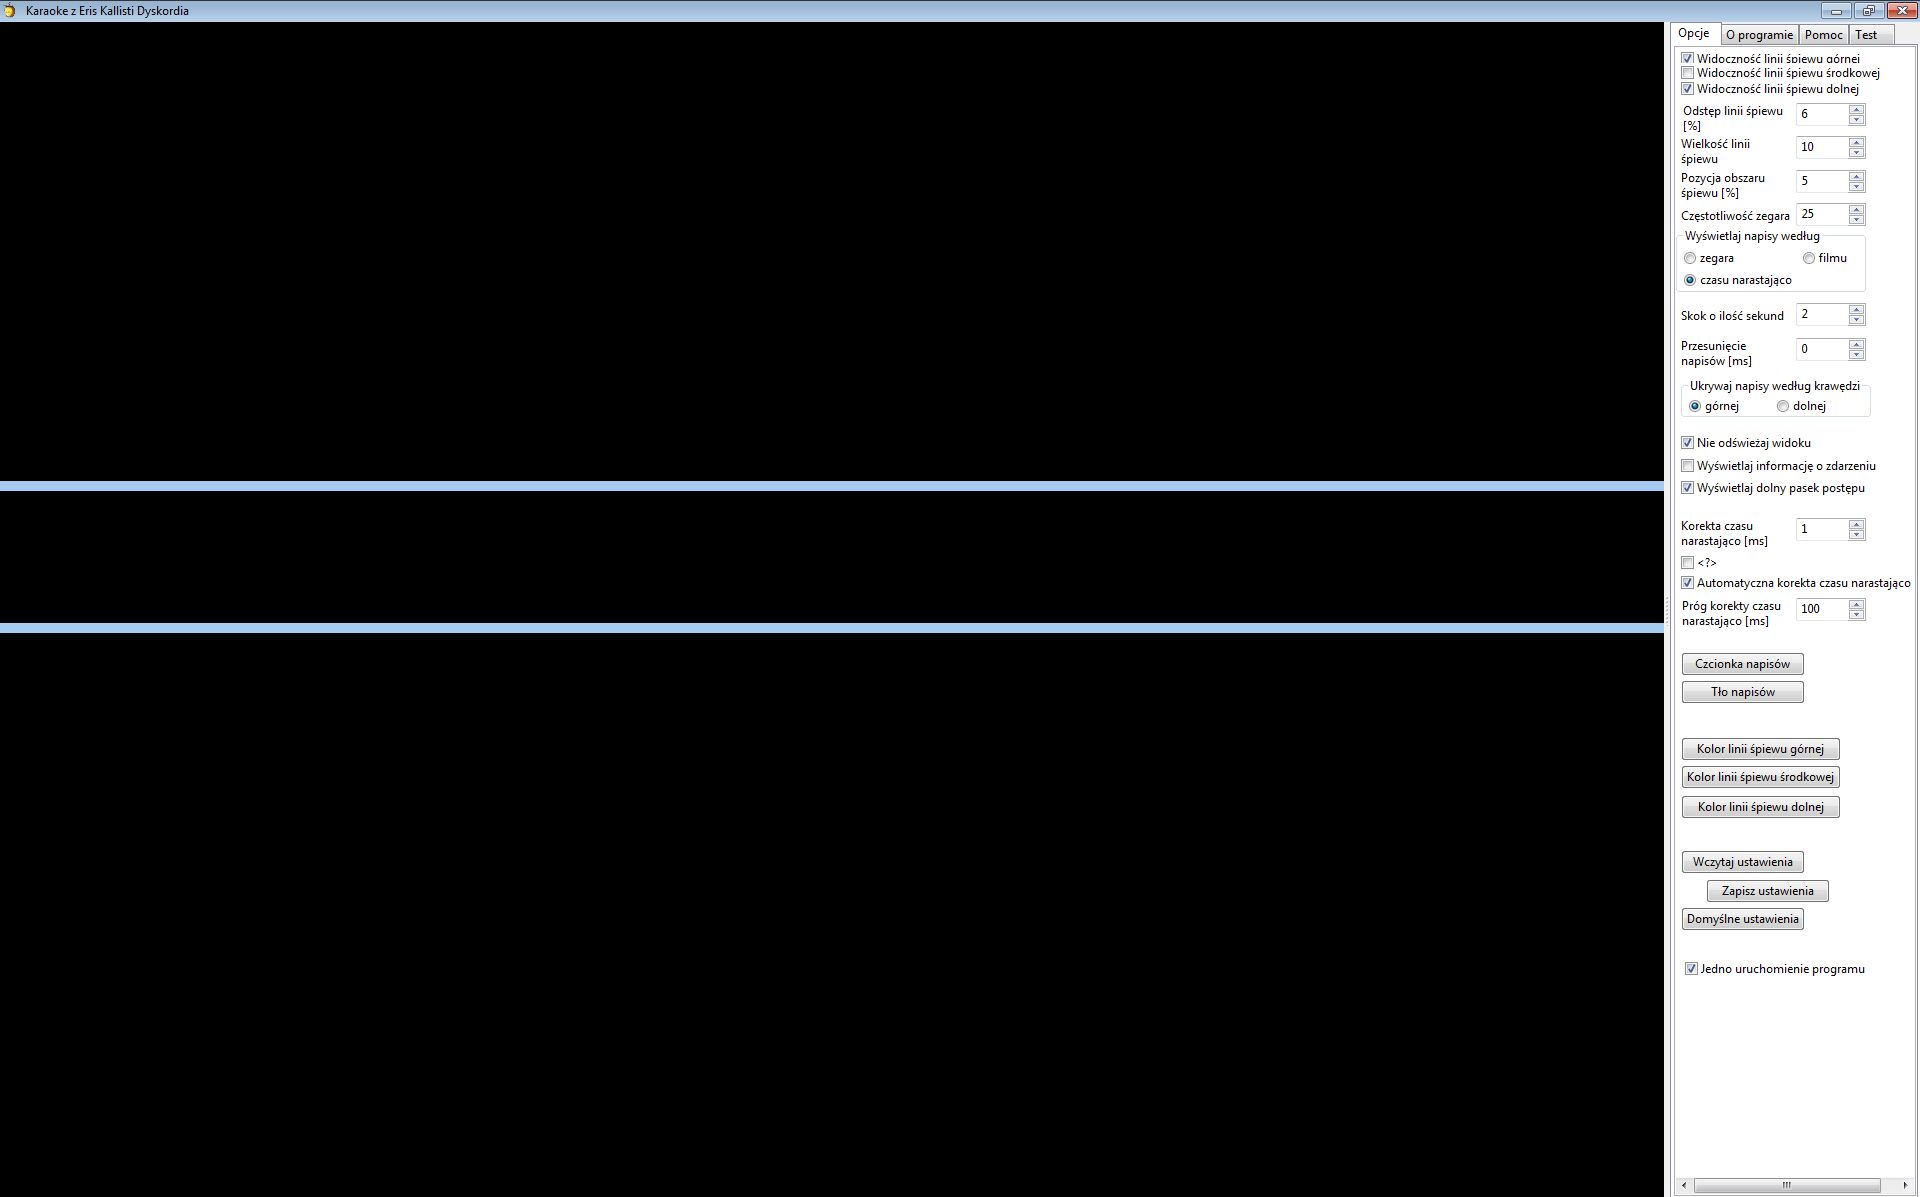 Karaoke z Eris Kallisti Dyskordia
Opcje O programie Pomoc Test
Widoczność linii śpiewu górnej
Widoczność linii śpiewu środkowej
Widoczność linii śpiewu dolnej
Odstęp linii śpiewu
[%]
6
Wielkość linii
śpiewu
10
Pozycja obszaru
śpiewu [%]
5
Częstotliwość zegara 25
Wyświetlaj napisy według
zegara filmu
czasu narastająco
Skok o ilość sekund 2
Przesunięcie
napisów [ms]
0
Ukrywaj napisy według krawędzi
górnej dolnej
Nie odświeżaj widoku
Wyświetlaj informację o zdarzeniu
Wyświetlaj dolny pasek postępu
Korekta czasu
narastająco [ms]
1
<?>
Automatyczna korekta czasu narastająco
Próg korekty czasu
narastająco [ms]
100
Czcionka napisów
Tło napisów
Kolor linii śpiewu górnej
Kolor linii śpiewu środkowej
Kolor linii śpiewu dolnej
Wczytaj ustawienia
Zapisz ustawienia
Domyślne ustawienia
Jedno uruchomienie programu